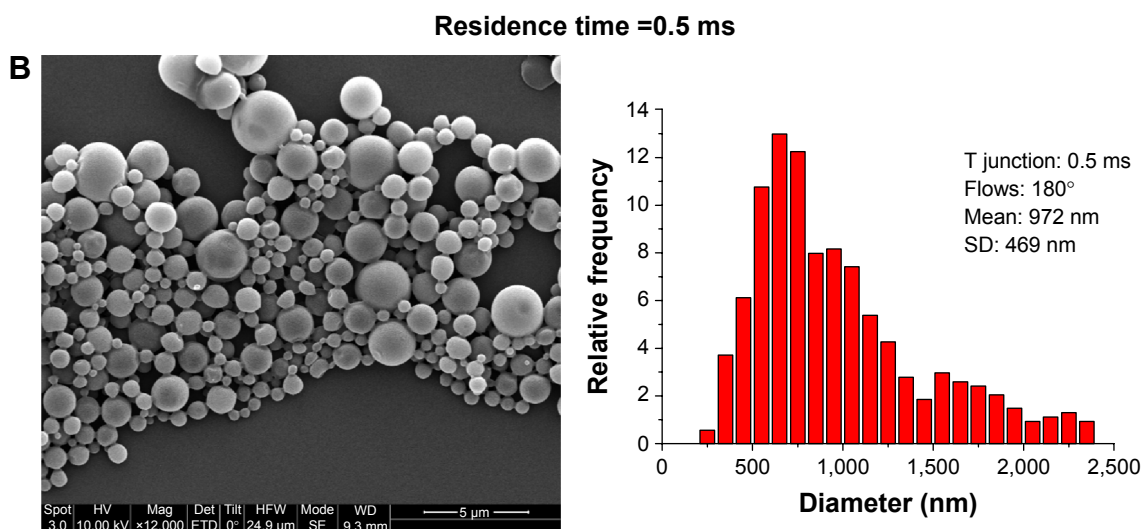 Residence time =0.5 ms
B
Spot HV Mag Det Tilt HFW Mode WD
3.0 10.00 kV ×12,000 ETD 0° 24.9 µm SE 9.3 mm
5 µm
Relative frequency
14
12
10
8
6
4
2
0
T junction: 0.5 ms
Flows: 180°
Mean: 972 nm
SD: 469 nm
0 500 1,000 1,500 2,000 2,500
Diameter (nm)